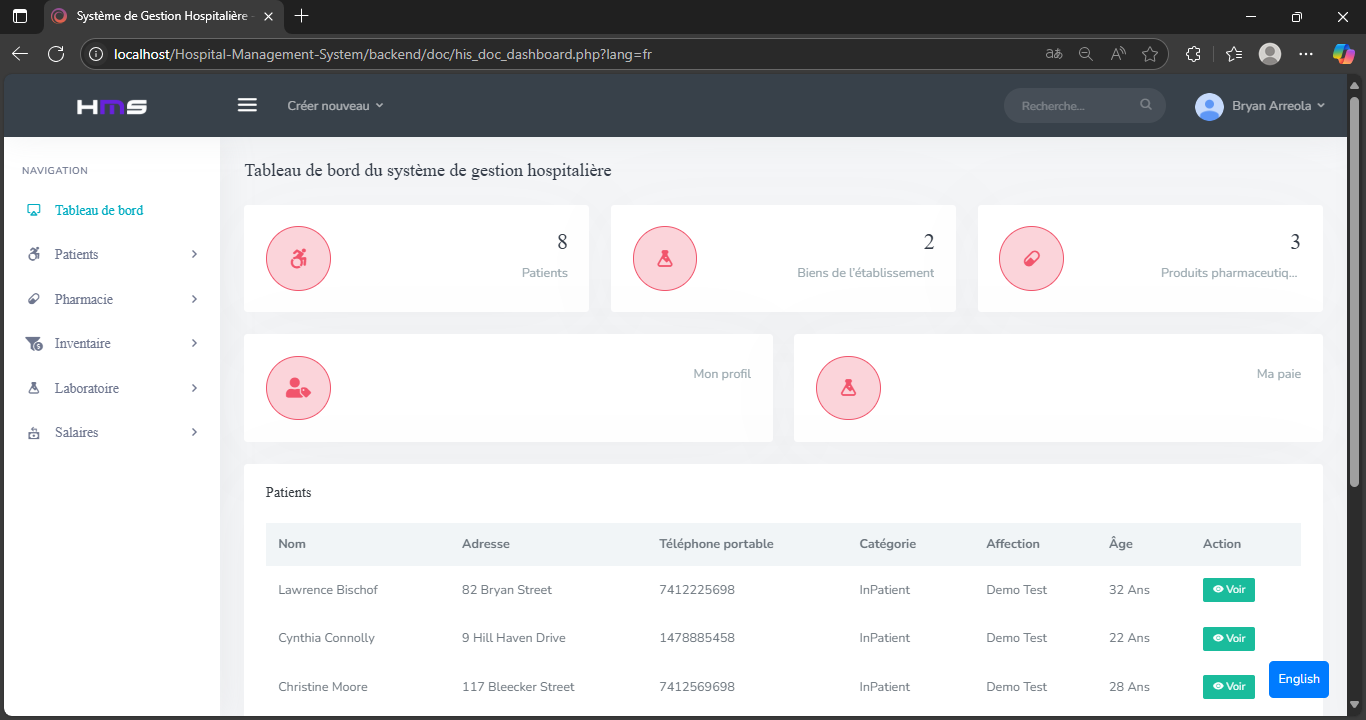 Système de Gestion Hospitalière -
localhost/Hospital-Management-System/backend/doc/his_doc_dashboard.php?lang=fr
HMS
Créer nouveau
Recherche...
Bryan Arreola
NAVIGATION
Tableau de bord
Patients
Pharmacie
Inventaire
Laboratoire
Salaires
Tableau de bord du système de gestion hospitalière
8
Patients
2
Biens de l'établissement
3
Produits pharmaceutiq...
Mon profil
Ma paie
Patients
Nom Adresse Téléphone portable Catégorie Affection Âge Action
Lawrence Bischof 82 Bryan Street 7412225698 InPatient Demo Test 32 Ans Voir
Cynthia Connolly 9 Hill Haven Drive 1478885458 InPatient Demo Test 22 Ans Voir
Christine Moore 117 Bleecker Street 7412569698 InPatient Demo Test 28 Ans Voir
English